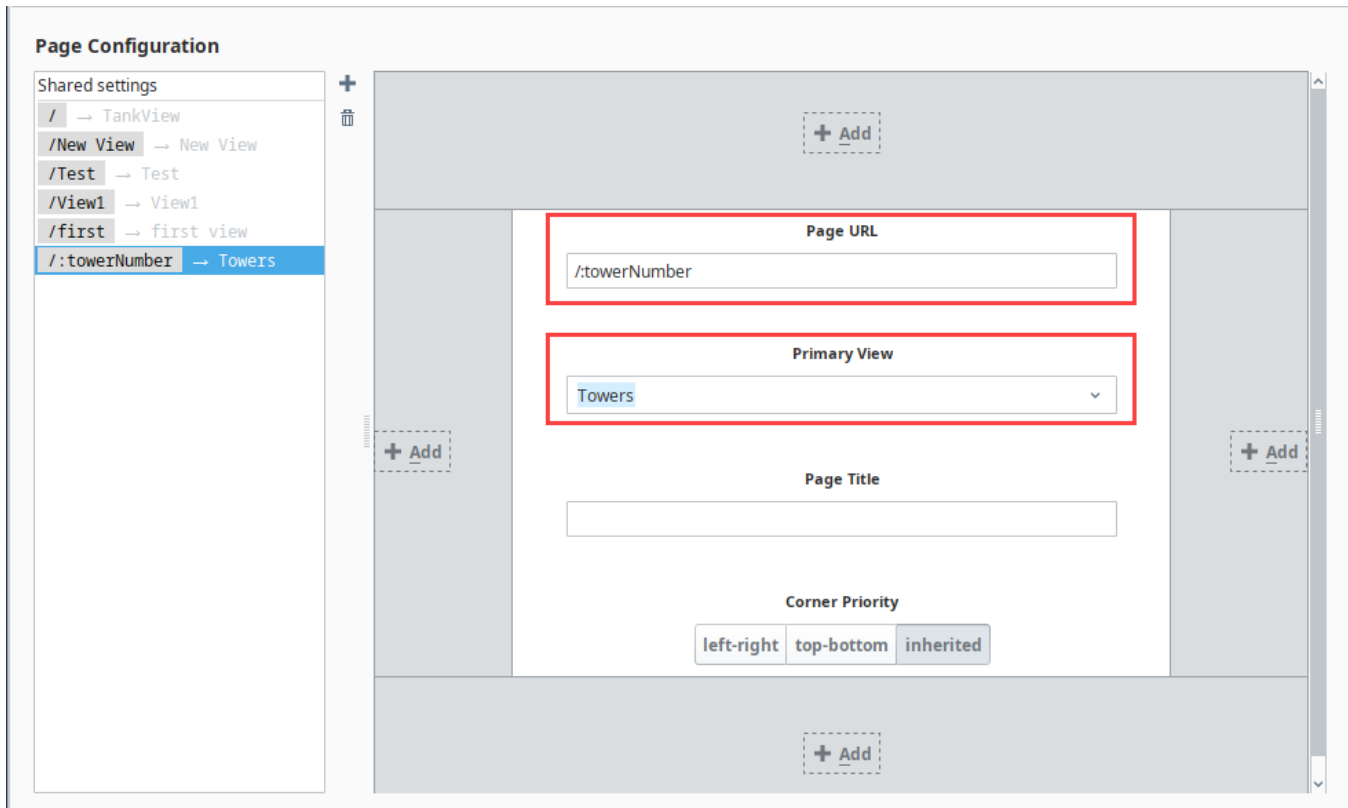 Page Configuration
Shared settings
/ → TankView
/New View → New View
/Test → Test
/View1 → View1
/first → first view
/:towerNumber → Towers
+ Add
Page URL
/:towerNumber
Primary View
Towers
+ Add
+ Add
Page Title
Corner Priority
left-right top-bottom inherited
+ Add